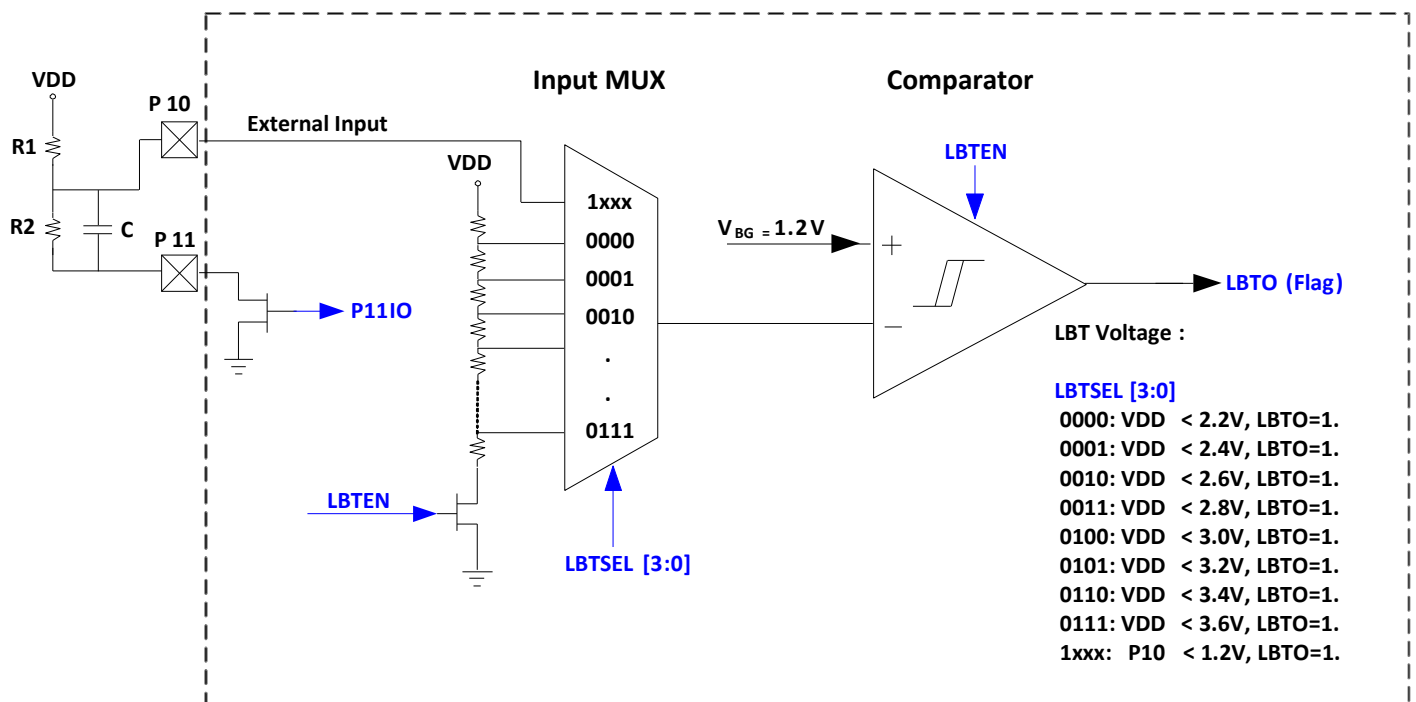 Input MUX
Comparator
VDD
P 10
R1
External Input
VDD
LBTEN
1xxx
R2
C
P 11
0000
V BG = 1.2V
+
0001
LBTO (Flag)
P11IO
0010
−
.
.
LBT Voltage :
0111
LBTEN
LBTSEL [3:0]
LBTSEL [3:0]
0000: VDD < 2.2V, LBTO=1.
0001: VDD < 2.4V, LBTO=1.
0010: VDD < 2.6V, LBTO=1.
0011: VDD < 2.8V, LBTO=1.
0100: VDD < 3.0V, LBTO=1.
0101: VDD < 3.2V, LBTO=1.
0110: VDD < 3.4V, LBTO=1.
0111: VDD < 3.6V, LBTO=1.
1xxx: P10 < 1.2V, LBTO=1.